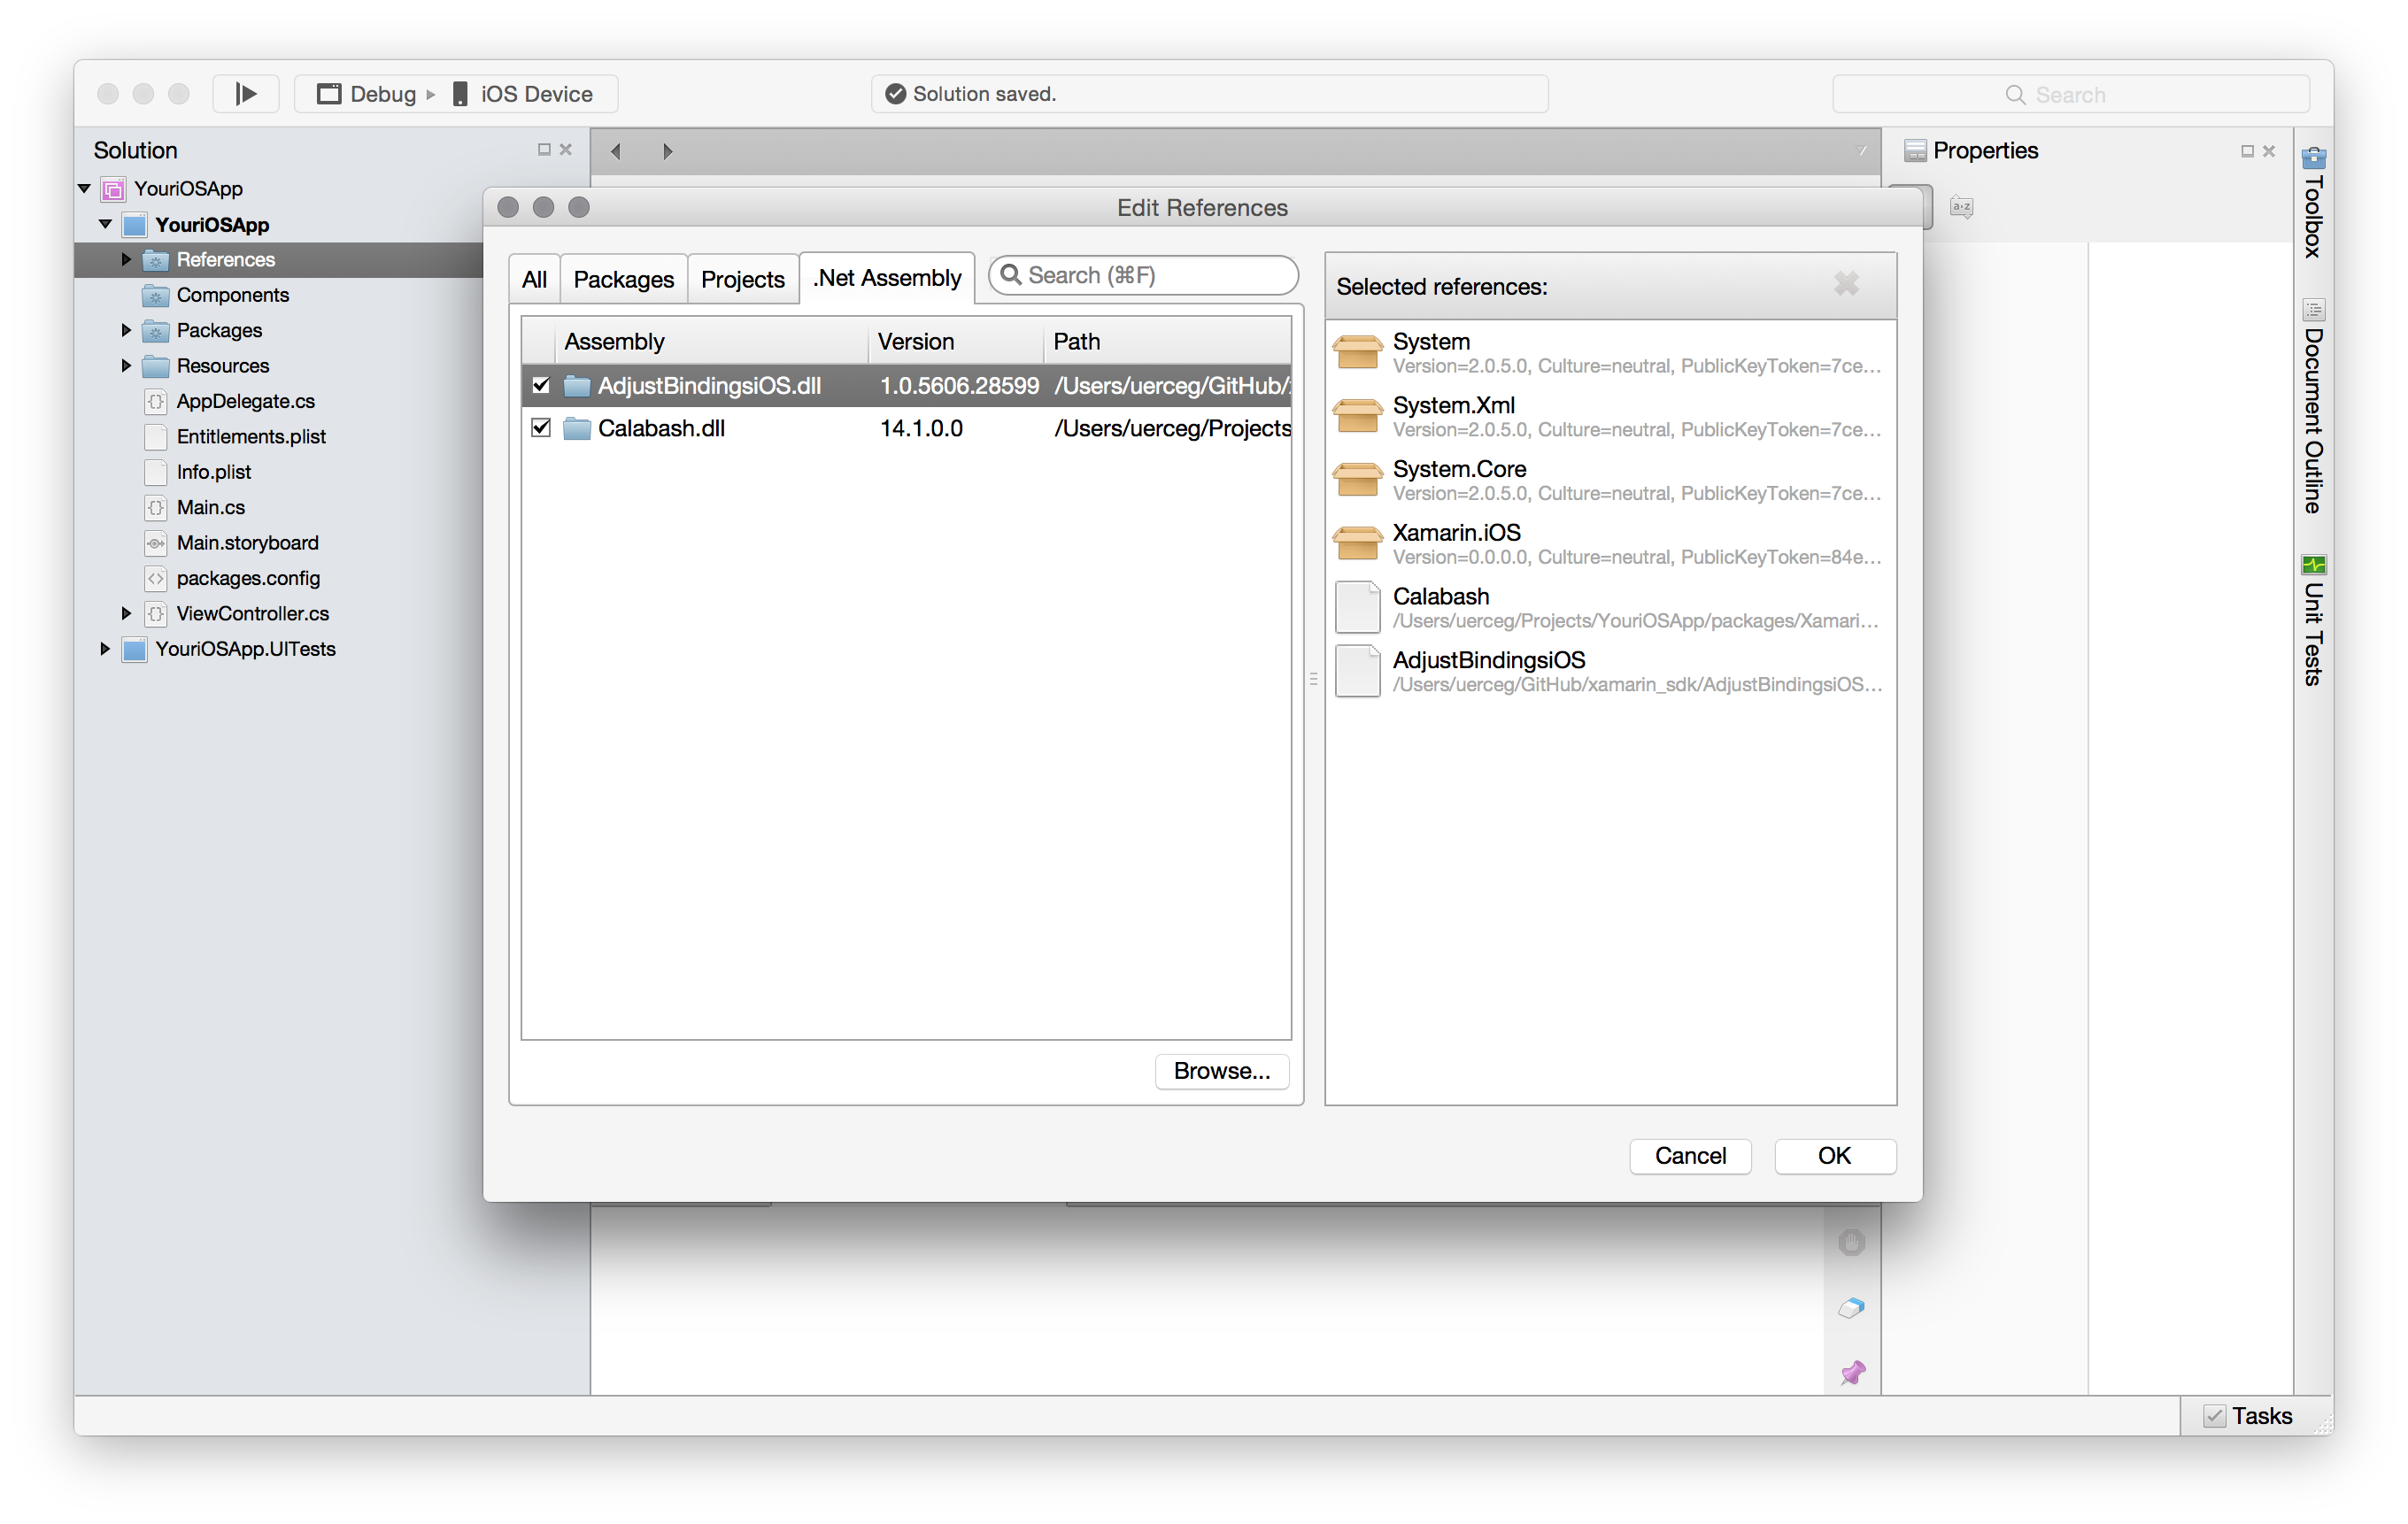 Debug
iOS Device
Solution saved.
Search
Solution
YouriOSApp
YouriOSApp
References
Components
Packages
Resources
AppDelegate.cs
Entitlements.plist
Info.plist
Main.cs
Main.storyboard
packages.config
ViewController.cs
YouriOSApp.UITests
Edit References
All
Packages
Projects
.Net Assembly
Search (⌘F)
Assembly
Version
Path
AdjustBindingsiOS.dll
1.0.5606.28599
/Users/uerceg/GitHub/
Calabash.dll
14.1.0.0
/Users/uerceg/Projects
Browse...
Selected references:
System
Version=2.0.5.0, Culture=neutral, PublicKeyToken=7ce...
System.Xml
Version=2.0.5.0, Culture=neutral, PublicKeyToken=7ce...
System.Core
Version=2.0.5.0, Culture=neutral, PublicKeyToken=7ce...
Xamarin.iOS
Version=0.0.0.0, Culture=neutral, PublicKeyToken=84e...
Calabash
/Users/uerceg/Projects/YouriOSApp/packages/Xamari...
AdjustBindingsiOS
/Users/uerceg/GitHub/xamarin_sdk/AdjustBindingsiOS...
Cancel
OK
Properties
a-z
Toolbox
Document Outline
Unit Tests
Tasks